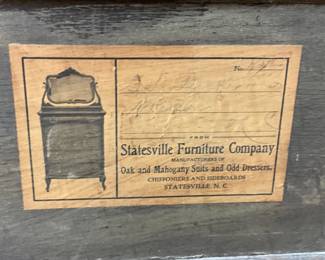 No.
FROM
Statesville Furniture Company
MANUFACTURERS OF
Oak and Mahogany Suits and Odd Dressers.
CHIFFONIERS AND SIDEBOARDS
STATESVILLE, N. C.